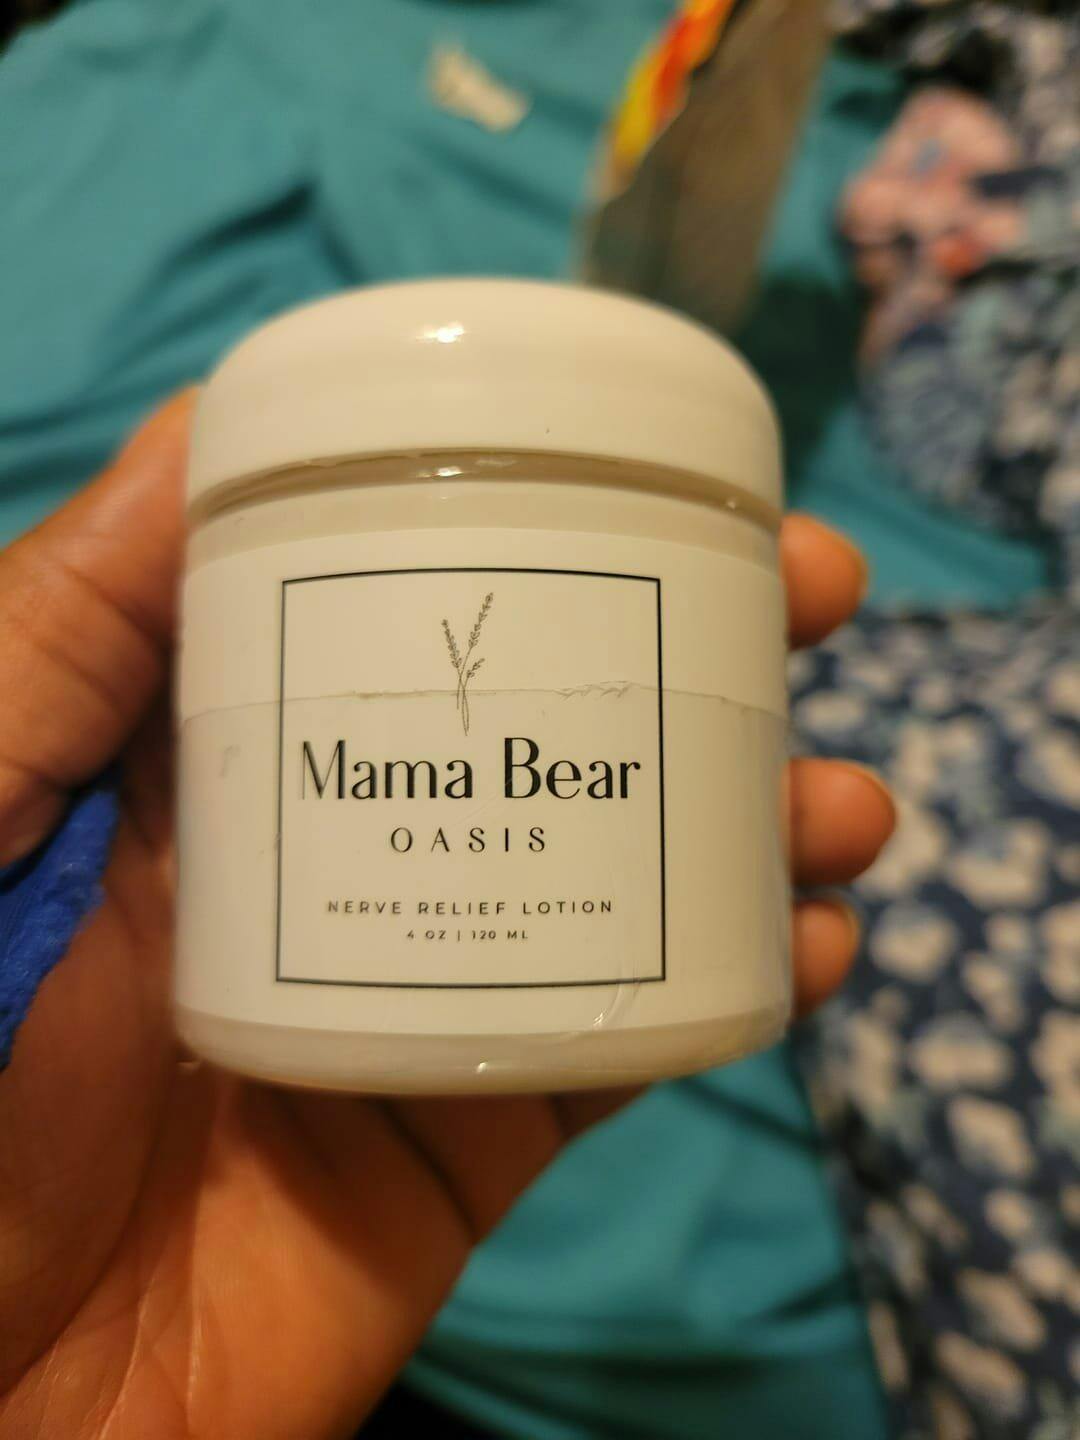 Mama Bear
OASIS
NERVE RELIEF LOTION
4 OZ | 120 ML